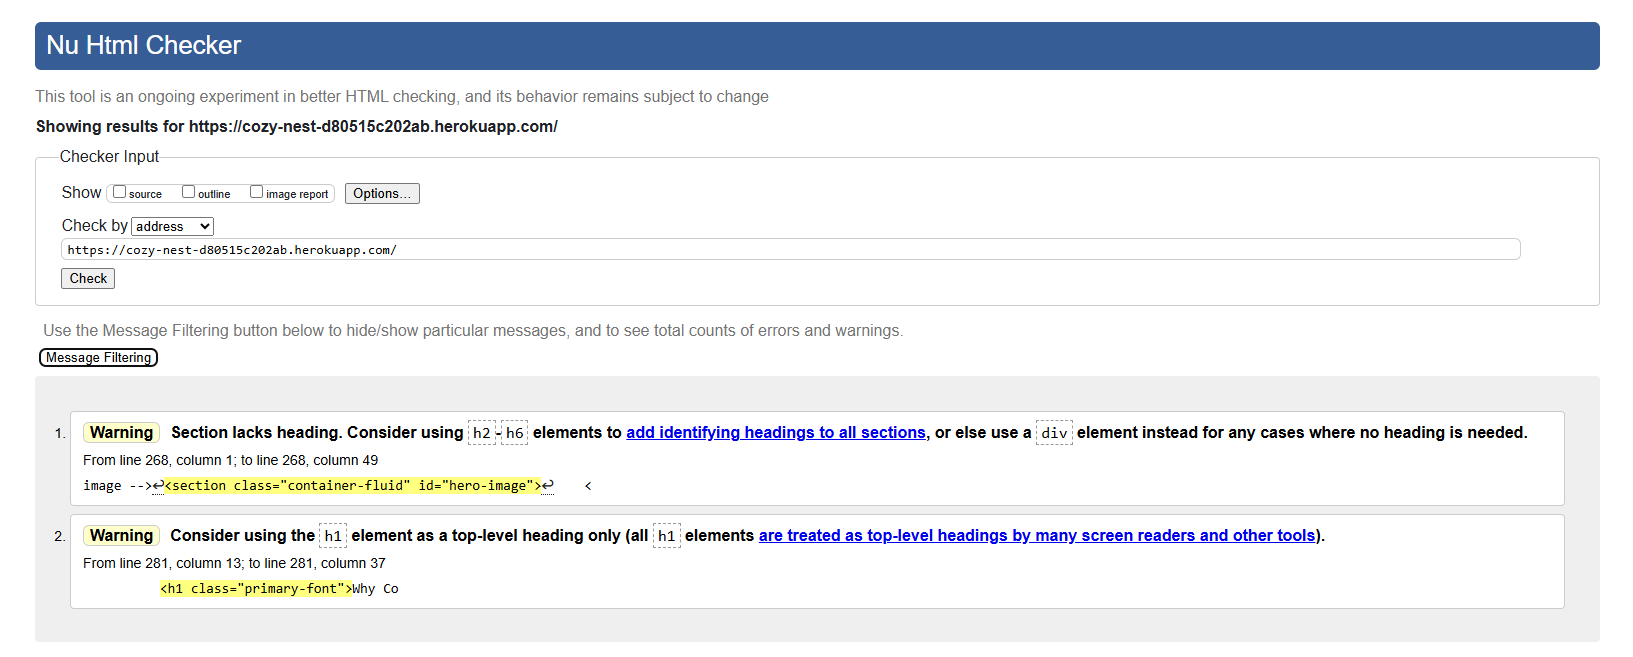 Nu Html Checker
This tool is an ongoing experiment in better HTML checking, and its behavior remains subject to change
Showing results for https://cozy-nest-d80515c202ab.herokuapp.com/
Checker Input
Show source outline image report Options...
Check by address
https://cozy-nest-d80515c202ab.herokuapp.com/
Check
Use the Message Filtering button below to hide/show particular messages, and to see total counts of errors and warnings.
Message Filtering
1. Warning Section lacks heading. Consider using h2-h6 elements to add identifying headings to all sections, or else use a div element instead for any cases where no heading is needed.
From line 268, column 1; to line 268, column 49
image -->↩<section class="container-fluid" id="hero-image">↩ <
2. Warning Consider using the h1 element as a top-level heading only (all h1 elements are treated as top-level headings by many screen readers and other tools).
From line 281, column 13; to line 281, column 37
<h1 class="primary-font">Why Co